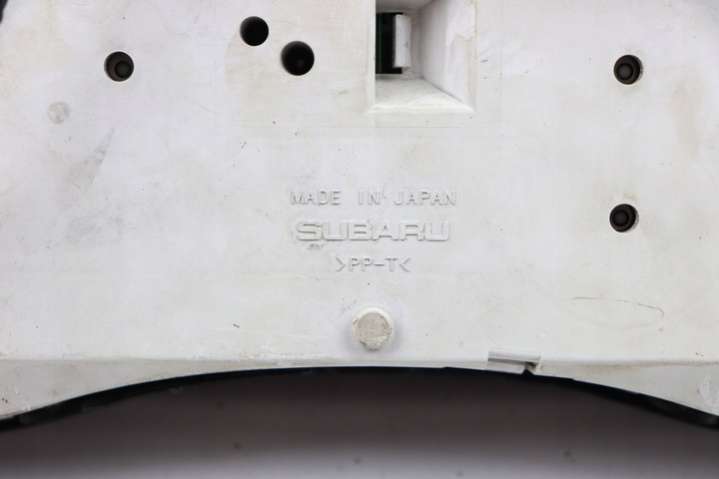 MADE IN JAPAN
SUBARU
>PP-T<